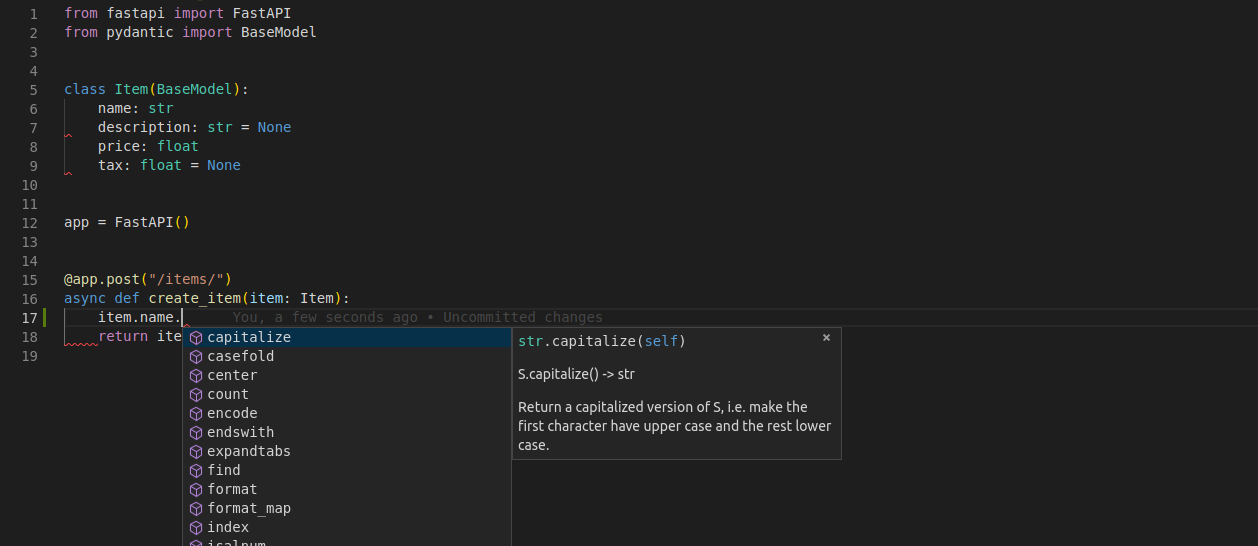 1 from fastapi import FastAPI
2 from pydantic import BaseModel
3
4
5 class Item(BaseModel):
6     name: str
7     description: str = None
8     price: float
9     tax: float = None
10
11
12 app = FastAPI()
13
14
15 @app.post("/items/")
16 async def create_item(item: Item):
17     item.name. You, a few seconds ago • Uncommitted changes
18     return ite
19
capitalize
casefold
center
count
encode
endswith
expandtabs
find
format
format_map
index
isalnum
str.capitalize(self) ×
S.capitalize() -> str
Return a capitalized version of S, i.e. make the
first character have upper case and the rest lower
case.